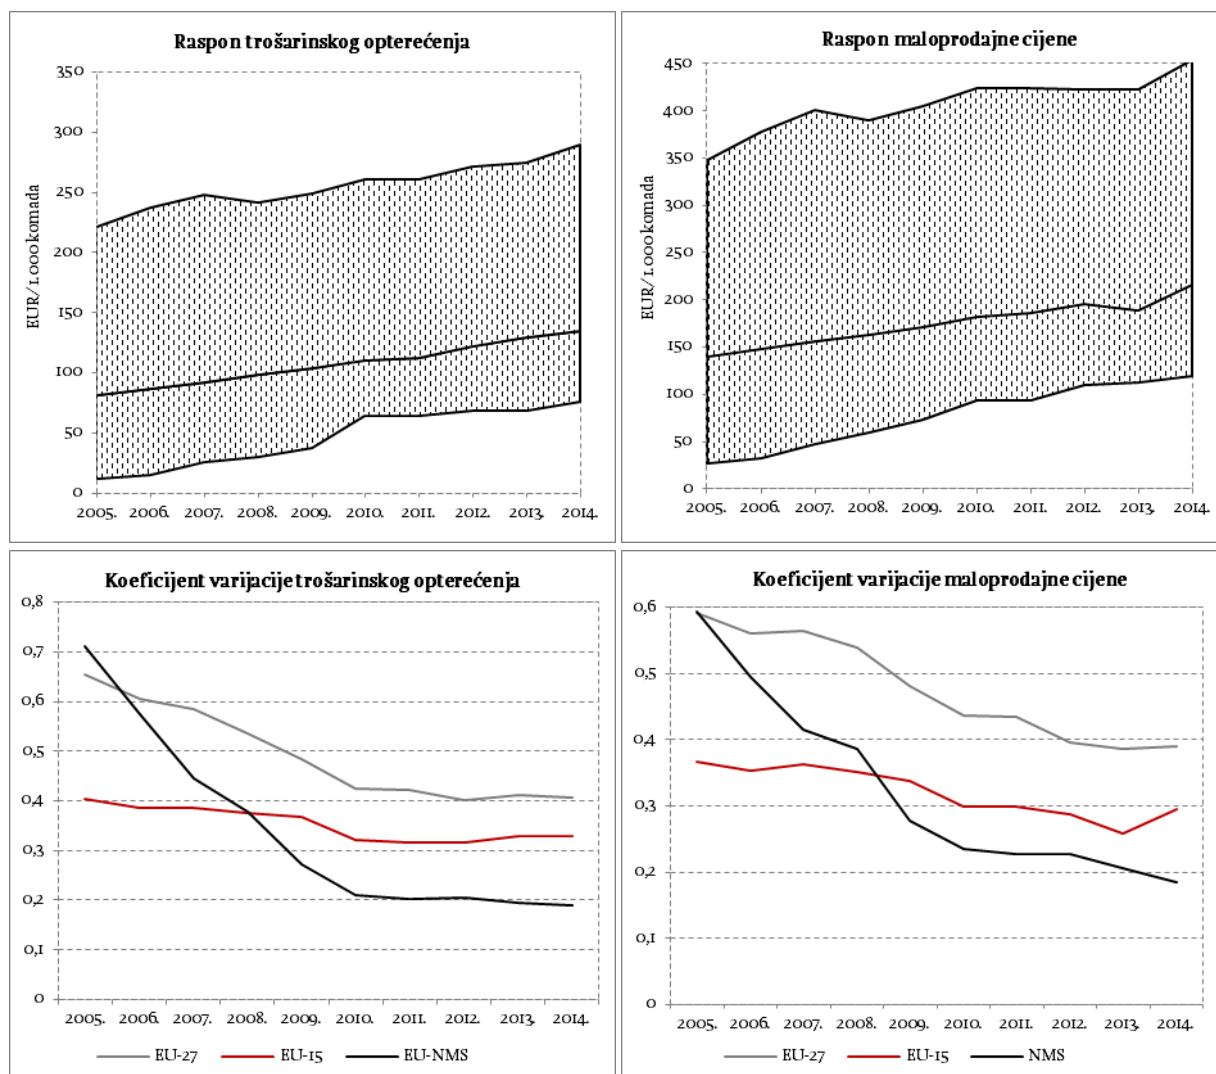 Raspon trošarinskog opterećenja
EUR/ 1.000 komada
350
300
250
200
150
100
50
0
2005. 2006. 2007. 2008. 2009. 2010. 2011. 2012. 2013. 2014.
Raspon maloprodajne cijene
EUR/ 1.000 komada
450
400
350
300
250
200
150
100
50
0
2005. 2006. 2007. 2008. 2009. 2010. 2011. 2012. 2013. 2014.
Koeficijent varijacije trošarinskog opterećenja
0,8
0,7
0,6
0,5
0,4
0,3
0,2
0,1
0
2005. 2006. 2007. 2008. 2009. 2010. 2011. 2012. 2013. 2014.
EU-27 EU-15 EU-NMS
Koeficijent varijacije maloprodajne cijene
0,6
0,5
0,4
0,3
0,2
0,1
0
2005. 2006. 2007. 2008. 2009. 2010. 2011. 2012. 2013. 2014.
EU-27 EU-15 NMS